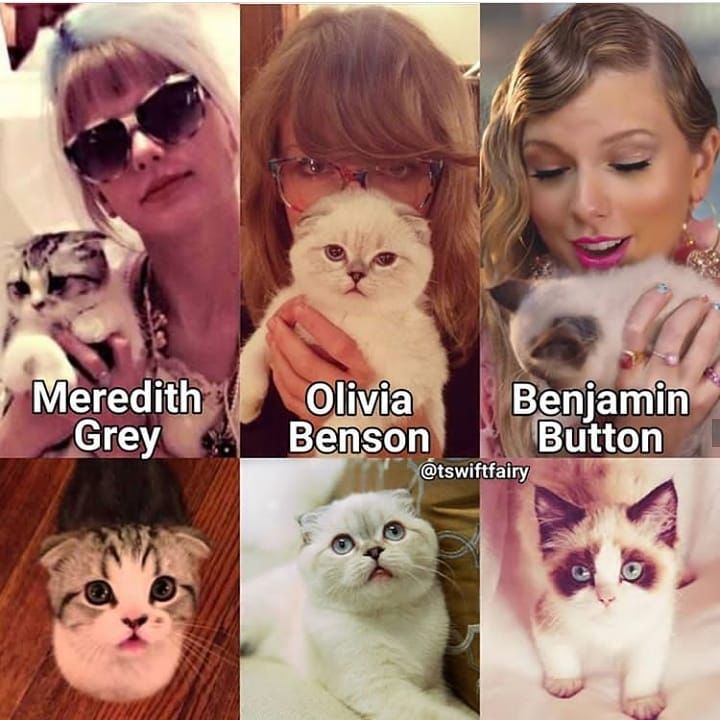 Meredith
Grey
Olivia
Benson
Benjamin
Button
@tswiftfairy